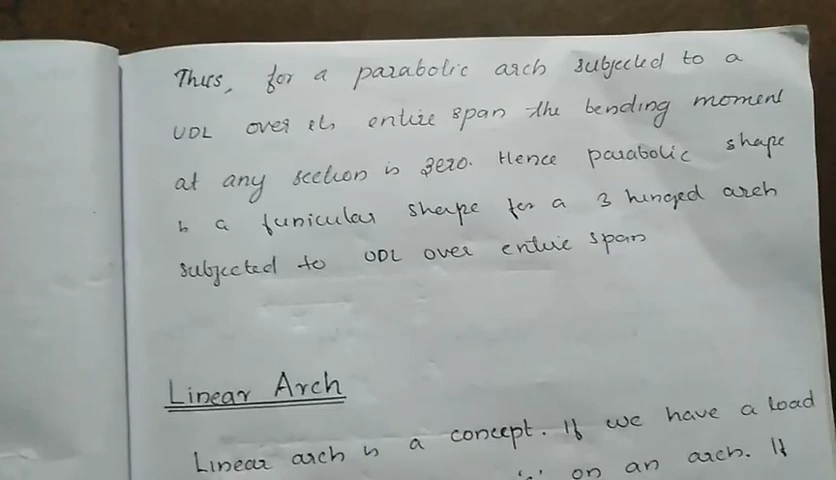 Thus, for a parabolic arch subjected to a
UDL over its entire span the bending moment
at any section is zero. Hence parabolic shape
is a funicular shape for a 3 hinged arch
subjected to UDL over entire span
Linear Arch
Linear arch is a concept. If we have a load
on an arch. If